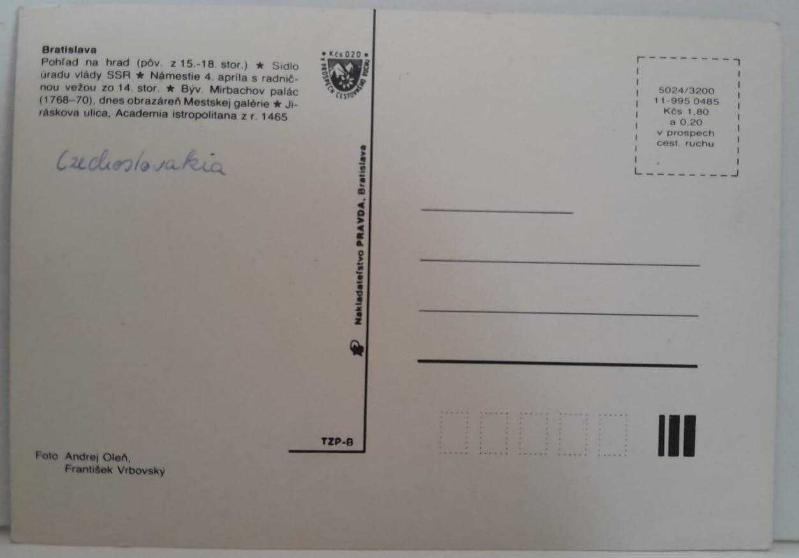 Bratislava
Pohľad na hrad (pôv. z 15.-18. stor.) ★ Sídlo
úradu vlády SSR ★ Námestie 4. apríla s radnič-
nou vežou zo 14. stor. ★ Býv. Mirbachov palác
(1768–70), dnes obrazáreň Mestskej galérie ★ Ji-
ráskova ulica, Academia istropolitana z r. 1465
Czechoslovakia
Kčs 0.20
V PROSPECH CESTOVNÉHO RUCHU
Nakladateľstvo PRAVDA, Bratislava
TZP-B
Foto Andrej Oleň,
František Vrbovský
5024/3200
11-995 0485
Kčs 1,80
a 0,20
v prospech
cest. ruchu